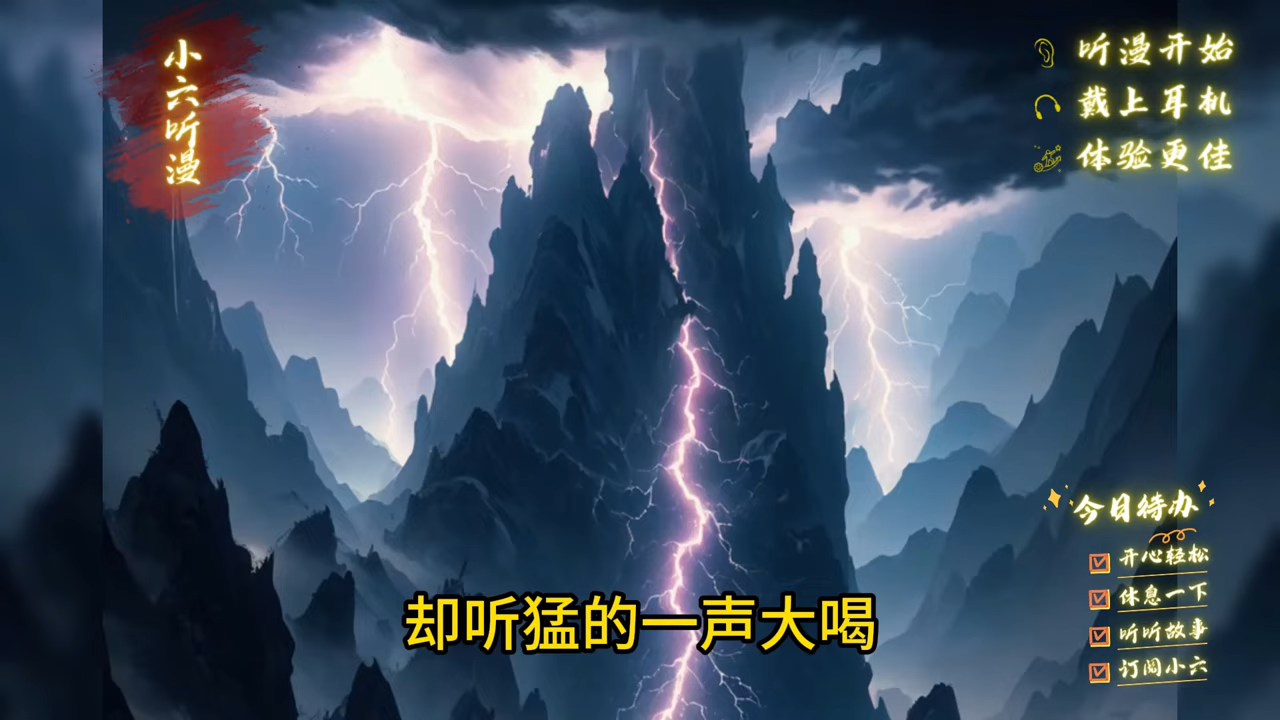 小六听漫
听漫开始
戴上耳机
体验更佳
今日待办
开心轻松
休息一下
听听故事
订阅小六
却听猛的一声大喝